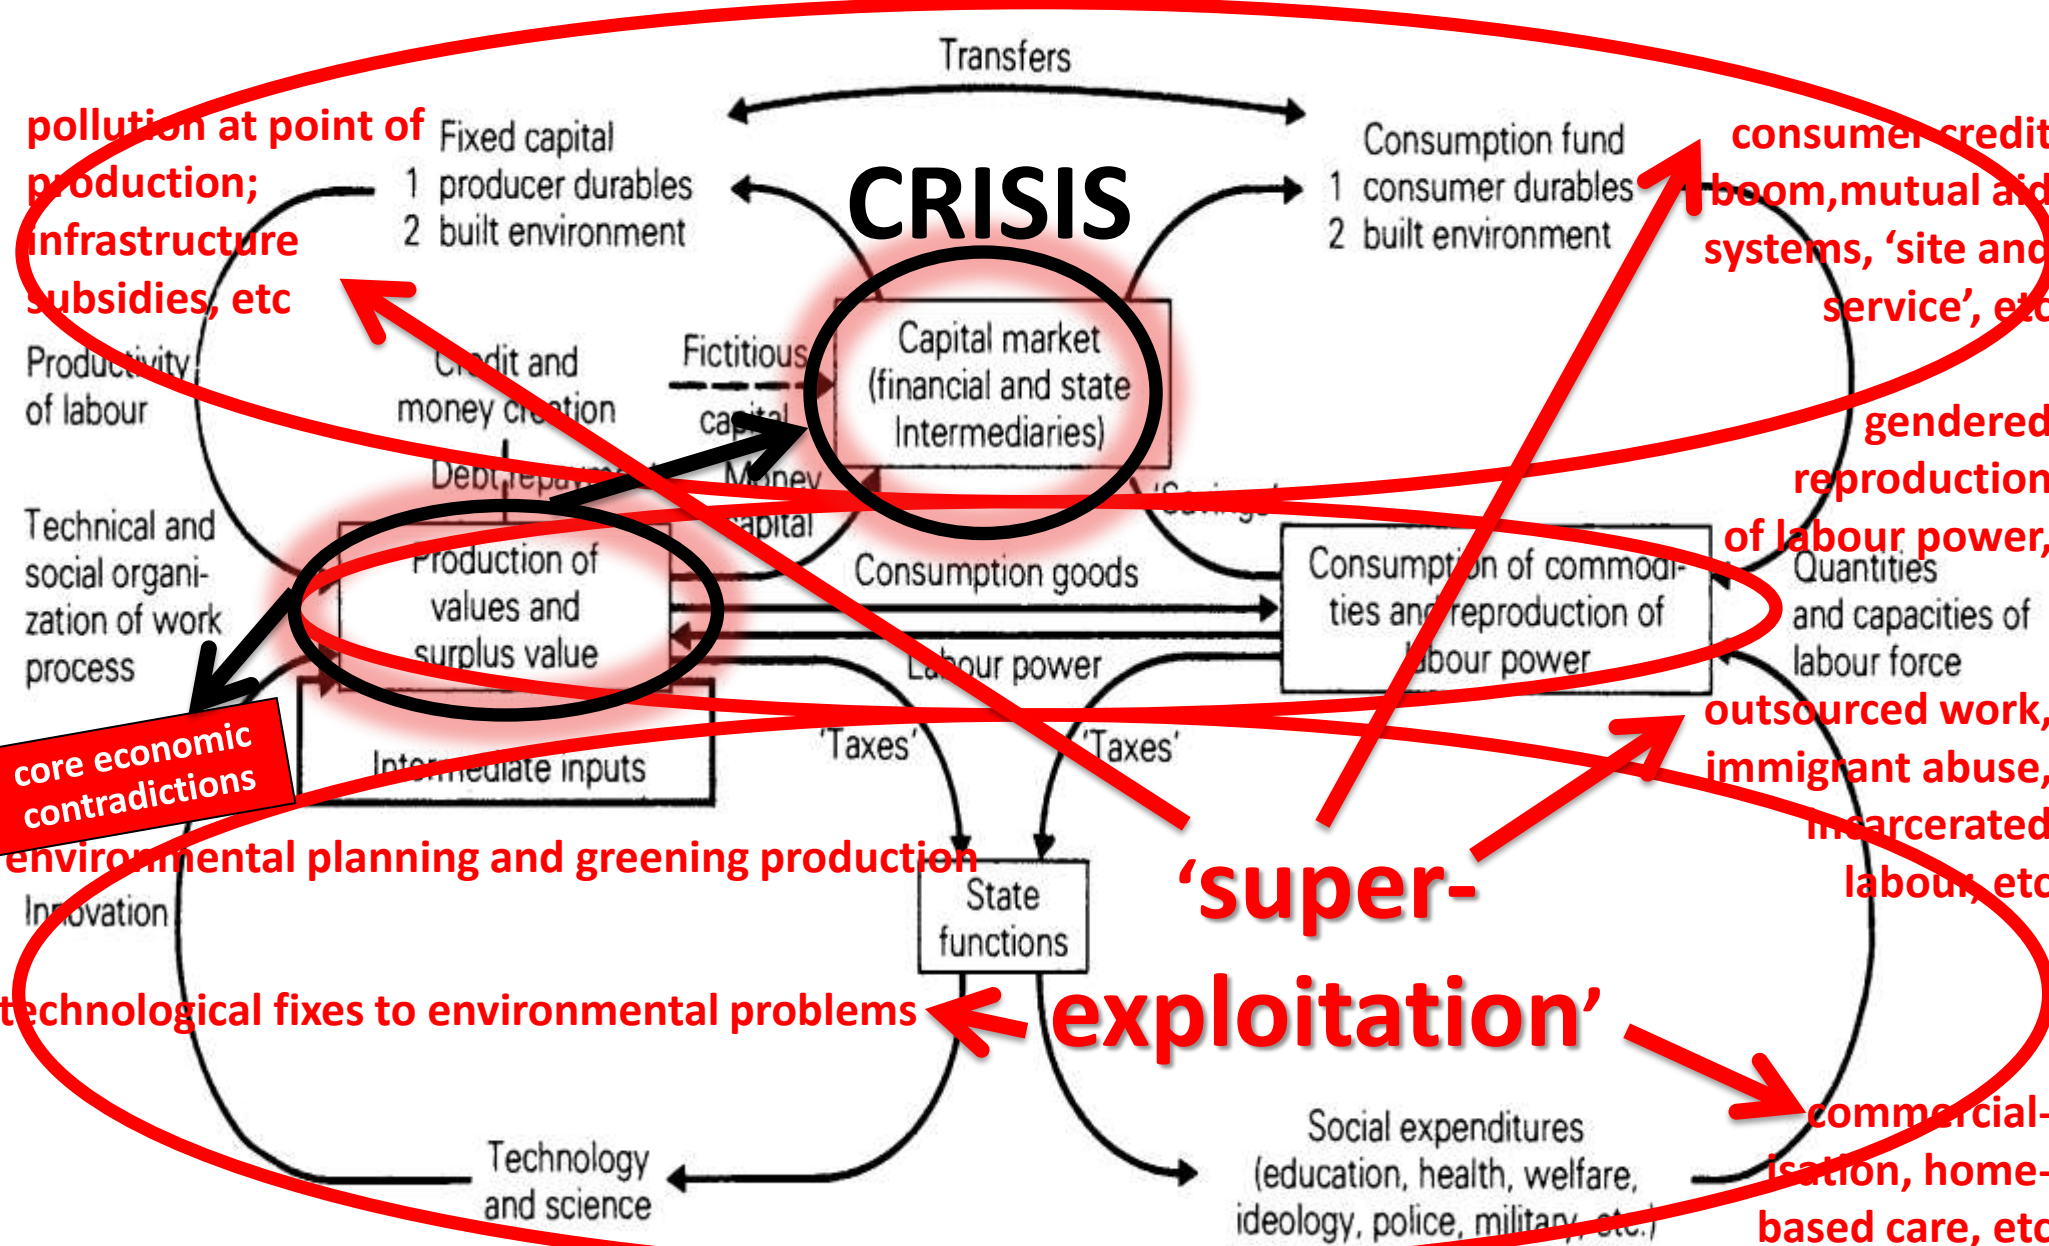 Transfers
pollution at point of
production;
infrastructure
subsidies, etc
Fixed capital
1 producer durables
2 built environment
CRISIS
Consumption fund
1 consumer durables
2 built environment
consumer credit
boom,mutual aid
systems, ‘site and
service’, etc
Productivity
of labour
Credit and
money creation
Fictitious
capital
Capital market
(financial and state
Intermediaries)
gendered
reproduction
of labour power,
Debt repayment
Money
capital
‘Savings’
Technical and
social organi-
zation of work
process
Production of
values and
surplus value
Consumption goods
Labour power
Consumption of commodi-
ties and reproduction of
labour power
Quantities
and capacities of
labour force
outsourced work,
immigrant abuse,
incarcerated
labour, etc
core economic
contradictions
Intermediate inputs
‘Taxes’
‘Taxes’
environmental planning and greening production
Innovation
State
functions
‘super-
exploitation’
technological fixes to environmental problems
Technology
and science
Social expenditures
(education, health, welfare,
ideology, police, military, etc.)
commercial-
isation, home-
based care, etc